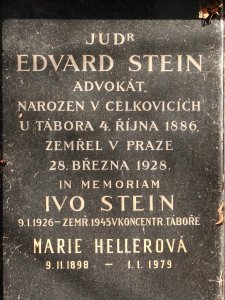 JUDR
EDVARD STEIN
ADVOKÁT,
NAROZEN V CELKOVICÍCH
U TÁBORA 4. ŘÍJNA 1886,
ZEMŘEL V PRAZE
28. BŘEZNA 1928.
IN MEMORIAM
IVO STEIN
9.1.1926 – ZEMŘ. 1945 V KONCENTR. TÁBOŘE
MARIE HELLEROVÁ
9.11.1898 – 1.1.1979